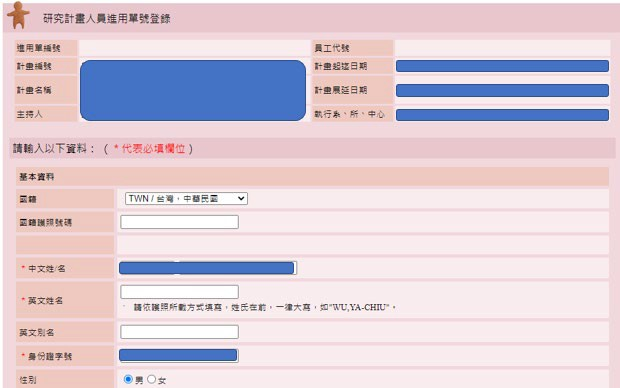 研究計畫人員進用單號登錄
進用單編號 員工代號
計畫編號 計畫起迄日期
計畫名稱 計畫展延日期
主持人 執行系、所、中心
請輸入以下資料：（ * 代表必填欄位 ）
基本資料
國籍 TWN / 台灣，中華民國
國籍護照號碼
* 中文姓/名
* 英文姓名
請依護照所載方式填寫，姓氏在前，一律大寫，如"WU,YA-CHIU"。
英文別名
* 身份證字號
性別 男 女